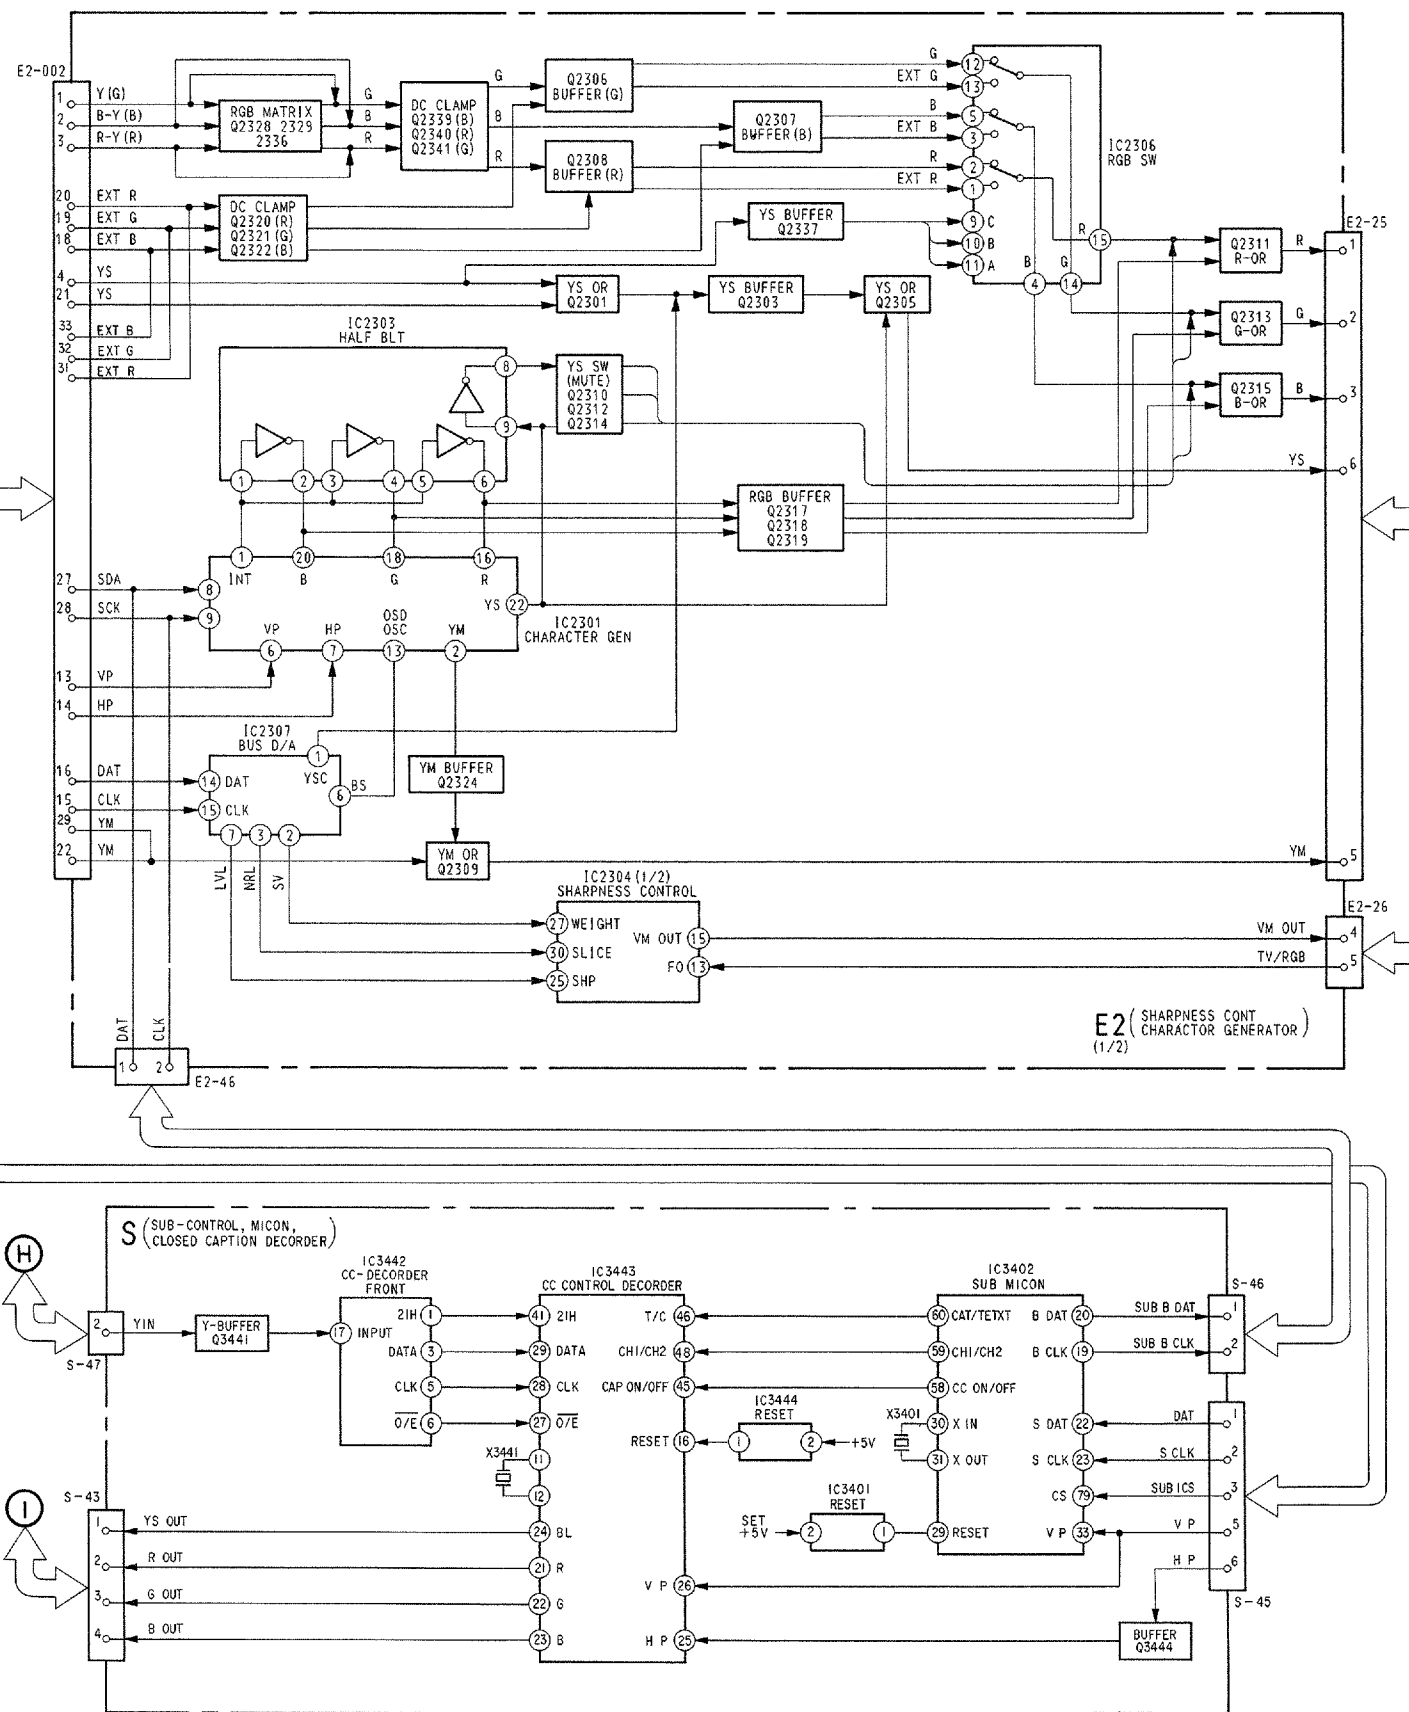 E2-002
1 Y(G)
2 B-Y(B)
3 R-Y(R)
20 EXT R
19 EXT G
18 EXT B
4 YS
21 YS
33 EXT B
32 EXT G
31 EXT R
27 SDA
28 SCK
13 VP
14 HP
16 DAT
15 CLK
29 YM
22 YM
RGB MATRIX
Q2328 2329
2336
G
B
R
DC CLAMP
Q2339(B)
Q2340(R)
Q2341(G)
G
B
R
DC CLAMP
Q2320(R)
Q2321(G)
Q2322(B)
Q2306
BUFFER(G)
Q2308
BUFFER(R)
Q2307
BUFFER(B)
G 12
EXT G 13
B 5
EXT B 3
R 2
EXT R 1
9 C
10 B
11 A
IC2306
RGB SW
R 15
B 4
G 14
YS BUFFER
Q2337
YS OR
Q2301
YS BUFFER
Q2303
YS OR
Q2305
E2-25
Q2311
R-OR
R 1
Q2313
G-OR
G 2
Q2315
B-OR
B 3
YS 6
YM 5
IC2303
HALF BLT
8
9
1 2 3 4 5 6
YS SW
(MUTE)
Q2310
Q2312
Q2314
RGB BUFFER
Q2317
Q2318
Q2319
1 20 18 16
INT B G R
8
9
YS 22
IC2301
CHARACTER GEN
VP HP OSD OSC YM
6 7 13 2
IC2307
BUS D/A
1
YSC
14 DAT
15 CLK
6 BS
7 3 2
LVL
NRL
SV
YM BUFFER
Q2324
YM OR
Q2309
IC2304(1/2)
SHARPNESS CONTROL
27 WEIGHT
30 SLICE
25 SHP
VM OUT 15
FO 13
E2-26
VM OUT 4
TV/RGB 5
E2 (SHARPNESS CONT
CHARACTOR GENERATOR)
(1/2)
DAT
CLK
1 2
E2-46
S (SUB-CONTROL, MICON,
CLOSED CAPTION DECORDER)
H
2 YIN
S-47
Y-BUFFER
Q3441
IC3442
CC-DECORDER
FRONT
17 INPUT
21H 1
DATA 3
CLK 5
O/E 6
IC3443
CC CONTROL DECORDER
41 21H
29 DATA
28 CLK
27 O/E
X3441
11
12
24 BL
21 R
22 G
23 B
T/C 46
CH1/CH2 48
CAP ON/OFF 45
RESET 16
V P 26
H P 25
IC3444
RESET
1 2
+5V
IC3401
RESET
SET
+5V
2 1
IC3402
SUB MICON
60 CAT/TETXT
59 CH1/CH2
58 CC ON/OFF
X3401
30 X IN
31 X OUT
29 RESET
B DAT 20
B CLK 19
S DAT 22
S CLK 23
CS 79
V P 33
S-46
SUB B DAT 1
SUB B CLK 2
DAT 1
S CLK 2
SUB ICS 3
V P 5
H P 6
S-45
BUFFER
Q3444
I
S-43
1 YS OUT
2 R OUT
3 G OUT
4 B OUT